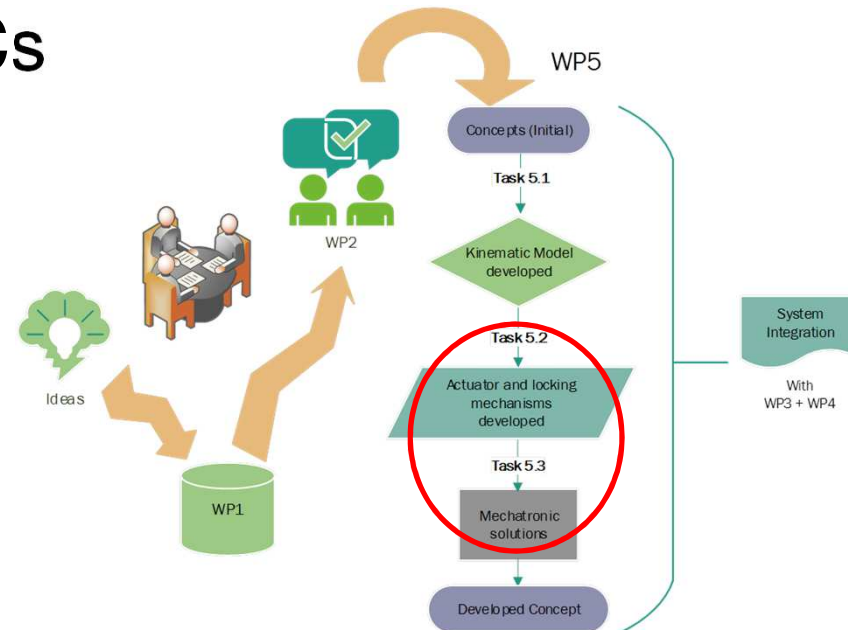 Cs
WP5
Concepts (Initial)
Task 5.1
WP2
Kinematic Model
developed
Task 5.2
System
Integration
With
WP3 + WP4
Ideas
Actuator and locking
mechanisms
developed
Task 5.3
WP1
Mechatronic
solutions
Developed Concept